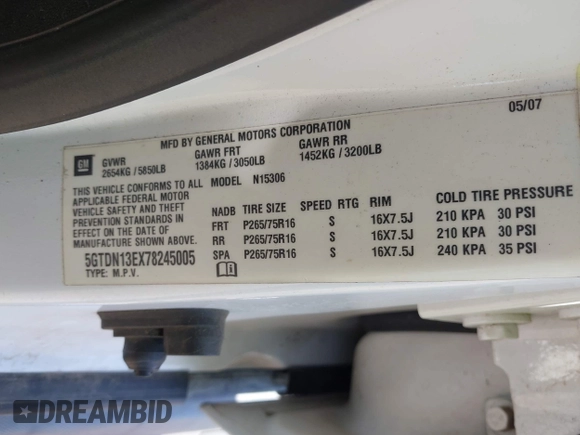 05/07
MFD BY GENERAL MOTORS CORPORATION
GM
GVWR GAWR FRT GAWR RR
2654KG / 5850LB 1384KG / 3050LB 1452KG / 3200LB
THIS VEHICLE CONFORMS TO ALL
APPLICABLE FEDERAL MOTOR
VEHICLE SAFETY AND THEFT
PREVENTION STANDARDS IN
EFFECT ON THE DATE OF
MANUFACTURE SHOWN ABOVE.
5GTDN13EX78245005
TYPE: M.P.V.
MODEL N15306
NADB TIRE SIZE SPEED RTG RIM COLD TIRE PRESSURE
FRT P265/75R16 S 16X7.5J 210 KPA 30 PSI
RR P265/75R16 S 16X7.5J 210 KPA 30 PSI
SPA P265/75R16 S 16X7.5J 240 KPA 35 PSI
DREAMBID